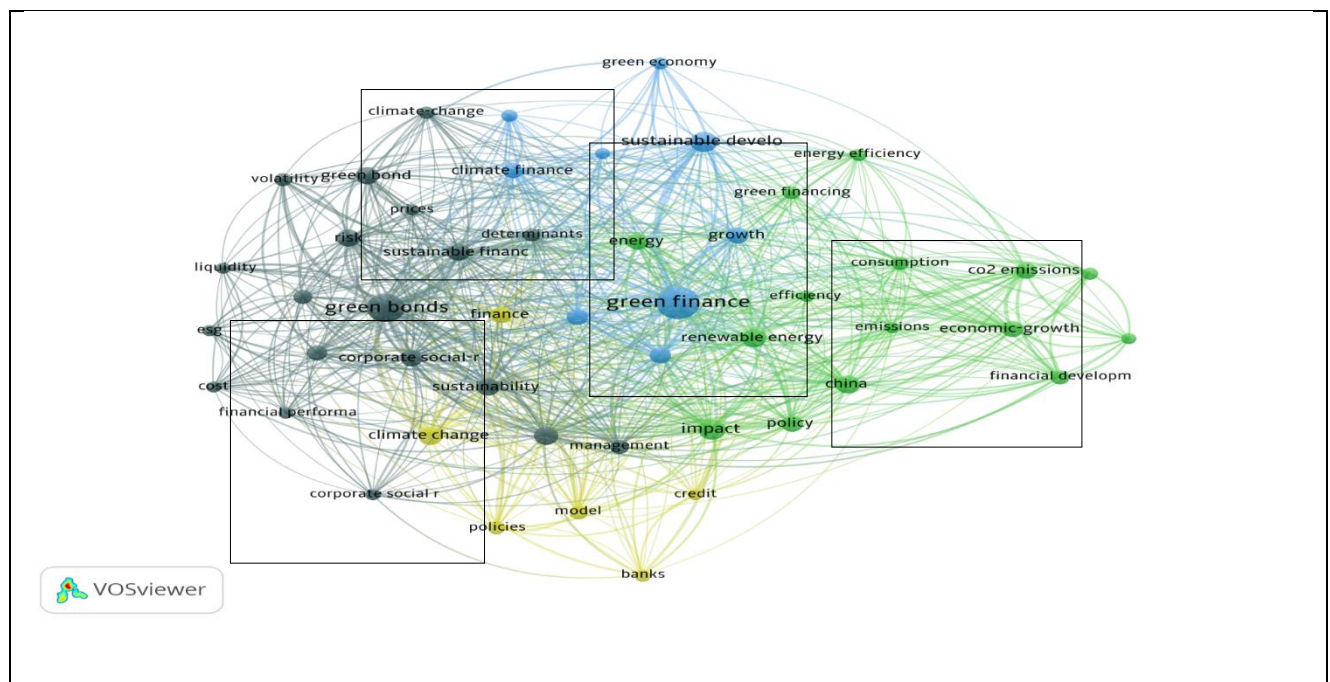 green economy
climate-change
sustainable develo
energy efficiency
climate finance
green bond
volatility
green financing
prices
determinants
growth
risk
energy
sustainable financ
consumption
liquidity
co2 emissions
efficiency
green finance
green bonds
finance
esg
emissions
economic-growth
renewable energy
corporate social-r
financial developm
cost
sustainability
china
financial performa
policy
impact
climate change
management
corporate social r
credit
model
policies
banks
VOSviewer